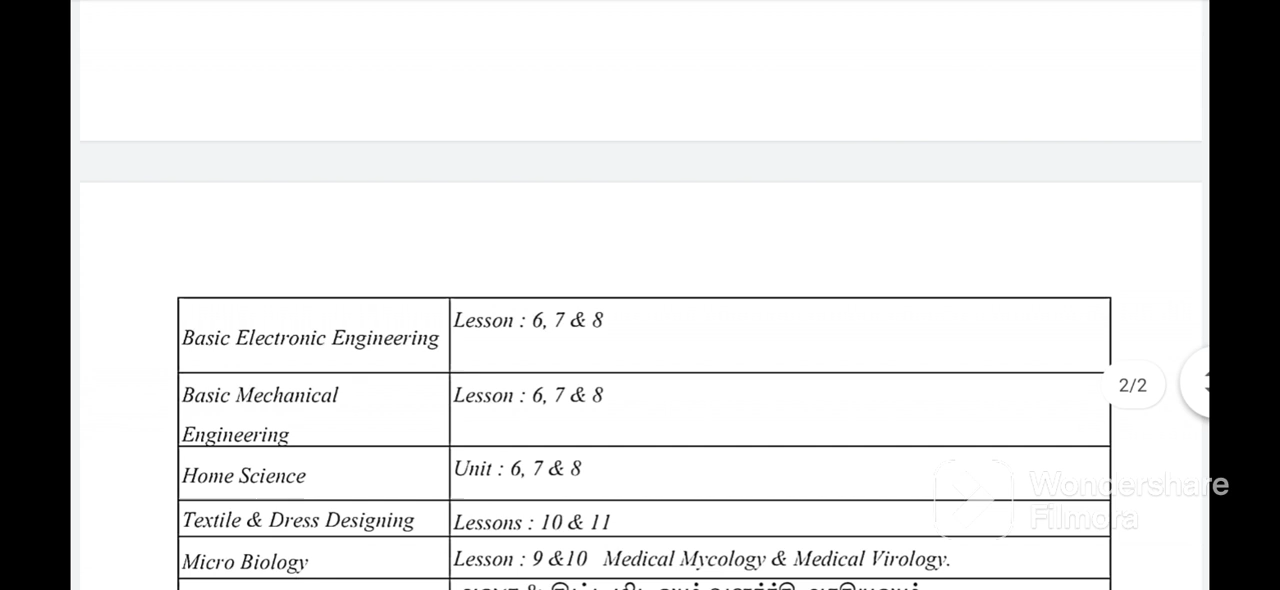 Basic Electronic Engineering
Lesson : 6, 7 & 8
Basic Mechanical
Engineering
Lesson : 6, 7 & 8
Home Science
Unit : 6, 7 & 8
Textile & Dress Designing
Lessons : 10 & 11
Micro Biology
Lesson : 9 &10 Medical Mycology & Medical Virology.
2/2
Wondershare
Filmora